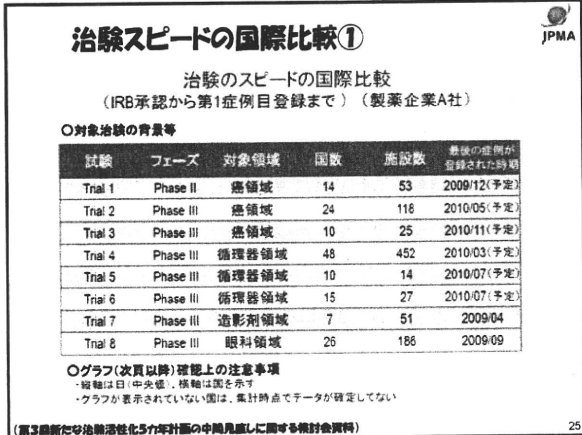 治験スピードの国際比較①
JPMA
治験のスピードの国際比較
(IRB承認から第1症例目登録まで)(製薬企業A社)
○対象治験の背景等
試験 フェーズ 対象領域 国数 施設数 最後の症例が登録された時期
Trial 1 Phase II 癌領域 14 53 2009/12(予定)
Trial 2 Phase III 癌領域 24 118 2010/05(予定)
Trial 3 Phase III 癌領域 10 25 2010/11(予定)
Trial 4 Phase III 循環器領域 48 452 2010/03(予定)
Trial 5 Phase III 循環器領域 10 14 2010/07(予定)
Trial 6 Phase III 循環器領域 15 27 2010/07(予定)
Trial 7 Phase III 造影剤領域 7 51 2009/04
Trial 8 Phase III 眼科領域 26 186 2009/09
○グラフ(次頁以降)確認上の注意事項
・縦軸は日(中央値)、横軸は国を示す
・グラフが表示されていない国は、集計時点でデータが確定してない
(第3回新たな治験活性化5カ年計画の中間見直しに関する検討会資料)
25